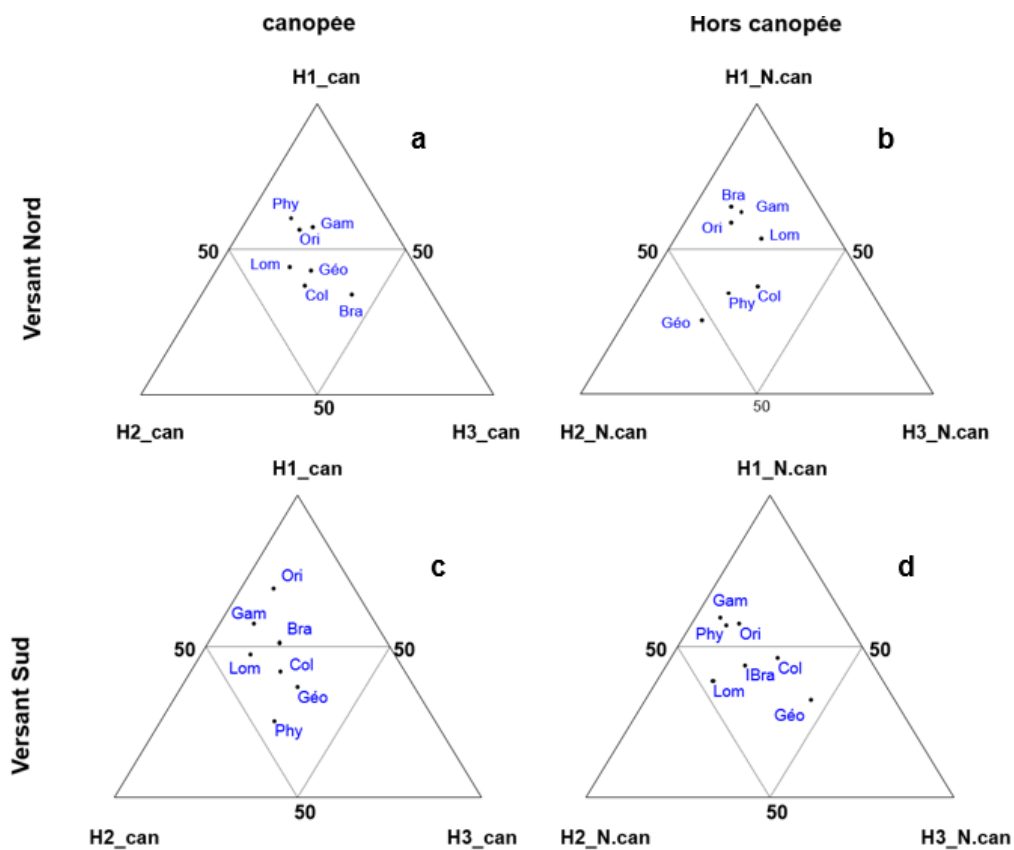 canopée
Hors canopée
H1_can
H1_N.can
a
b
Versant Nord
Phy
Gam
Ori
Bra
Gam
Ori
Lom
50
50
50
50
Lom
Géo
Col
Bra
Phy
Col
Géo
50
50
H2_can
H3_can
H2_N.can
H3_N.can
H1_can
H1_N.can
c
d
Versant Sud
Ori
Gam
Bra
Gam
Phy
Ori
50
50
50
50
Lom
Col
Géo
Phy
IBra
Col
Lom
Géo
50
50
H2_can
H3_can
H2_N.can
H3_N.can